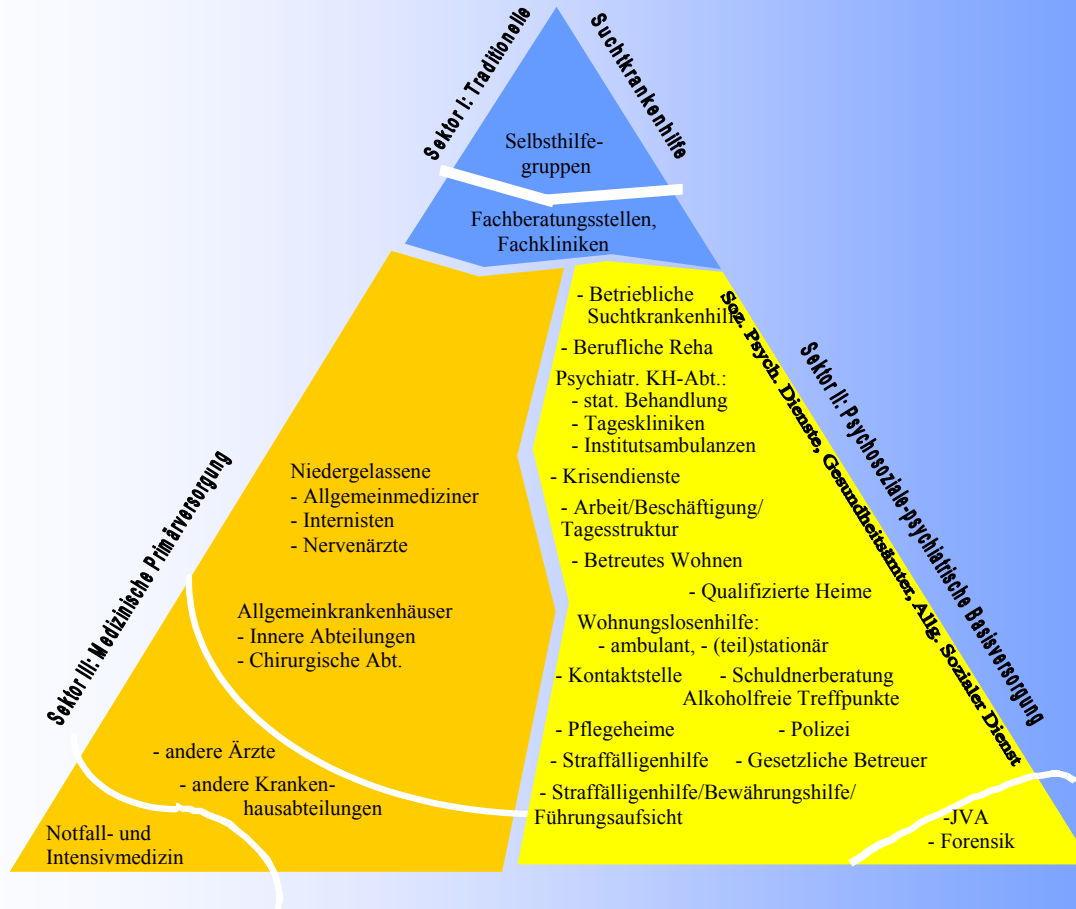 Sektor I: Traditionelle
Suchtkrankenhilfe
Selbsthilfe-
gruppen
Fachberatungsstellen,
Fachkliniken
Sektor III: Medizinische Primärversorgung
Niedergelassene
- Allgemeinmediziner
- Internisten
- Nervenärzte
Allgemeinkrankenhäuser
- Innere Abteilungen
- Chirurgische Abt.
- andere Ärzte
- andere Kranken-
hausabteilungen
Notfall- und
Intensivmedizin
- Betriebliche
Suchtkrankenhilfe
- Berufliche Reha
Psychiatr. KH-Abt.:
- stat. Behandlung
- Tageskliniken
- Institutsambulanzen
- Krisendienste
- Arbeit/Beschäftigung/
Tagesstruktur
- Betreutes Wohnen
- Qualifizierte Heime
Wohnungslosenhilfe:
- ambulant, - (teil)stationär
- Kontaktstelle - Schuldnerberatung
Alkoholfreie Treffpunkte
- Pflegeheime - Polizei
- Straffälligenhilfe - Gesetzliche Betreuer
- Straffälligenhilfe/Bewährungshilfe/
Führungsaufsicht
-JVA
- Forensik
Soz. Psych. Dienste, Gesundheitsämter, Allg. Sozialer Dienst
Sektor II: Psychosoziale-psychiatrische Basisversorgung